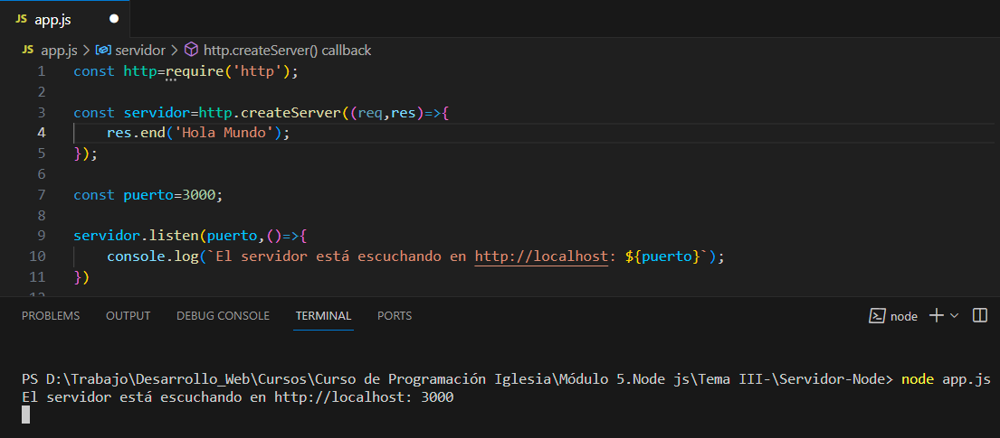 JS app.js
JS app.js > servidor > http.createServer() callback
1 const http=require('http');
2
3 const servidor=http.createServer((req,res)=>{
4 res.end('Hola Mundo');
5 });
6
7 const puerto=3000;
8
9 servidor.listen(puerto,()=>{
10 console.log(`El servidor está escuchando en http://localhost: ${puerto}`);
11 })
12
PROBLEMS OUTPUT DEBUG CONSOLE TERMINAL PORTS node
PS D:\Trabajo\Desarrollo_Web\Cursos\Curso de Programación Iglesia\Módulo 5.Node js\Tema III-\Servidor-Node> node app.js
El servidor está escuchando en http://localhost: 3000